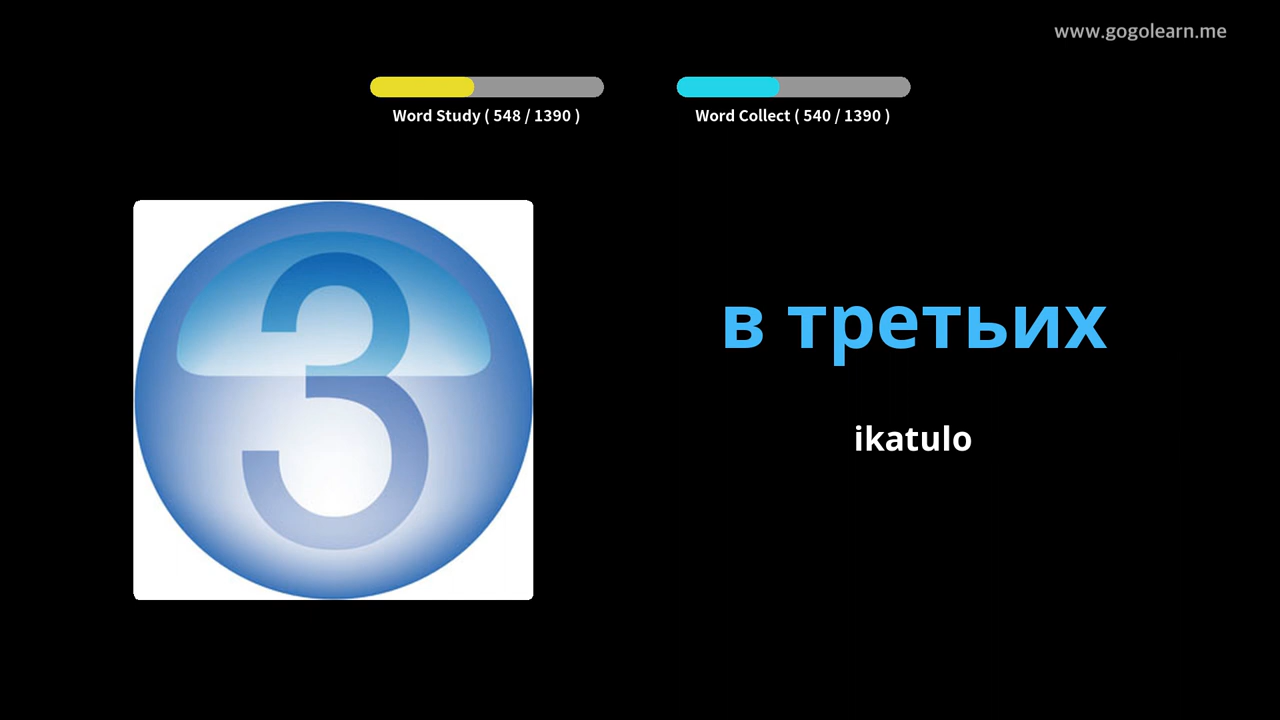 www.gogolearn.me
Word Study ( 548 / 1390 )
Word Collect ( 540 / 1390 )
3
в третьих
ikatulo